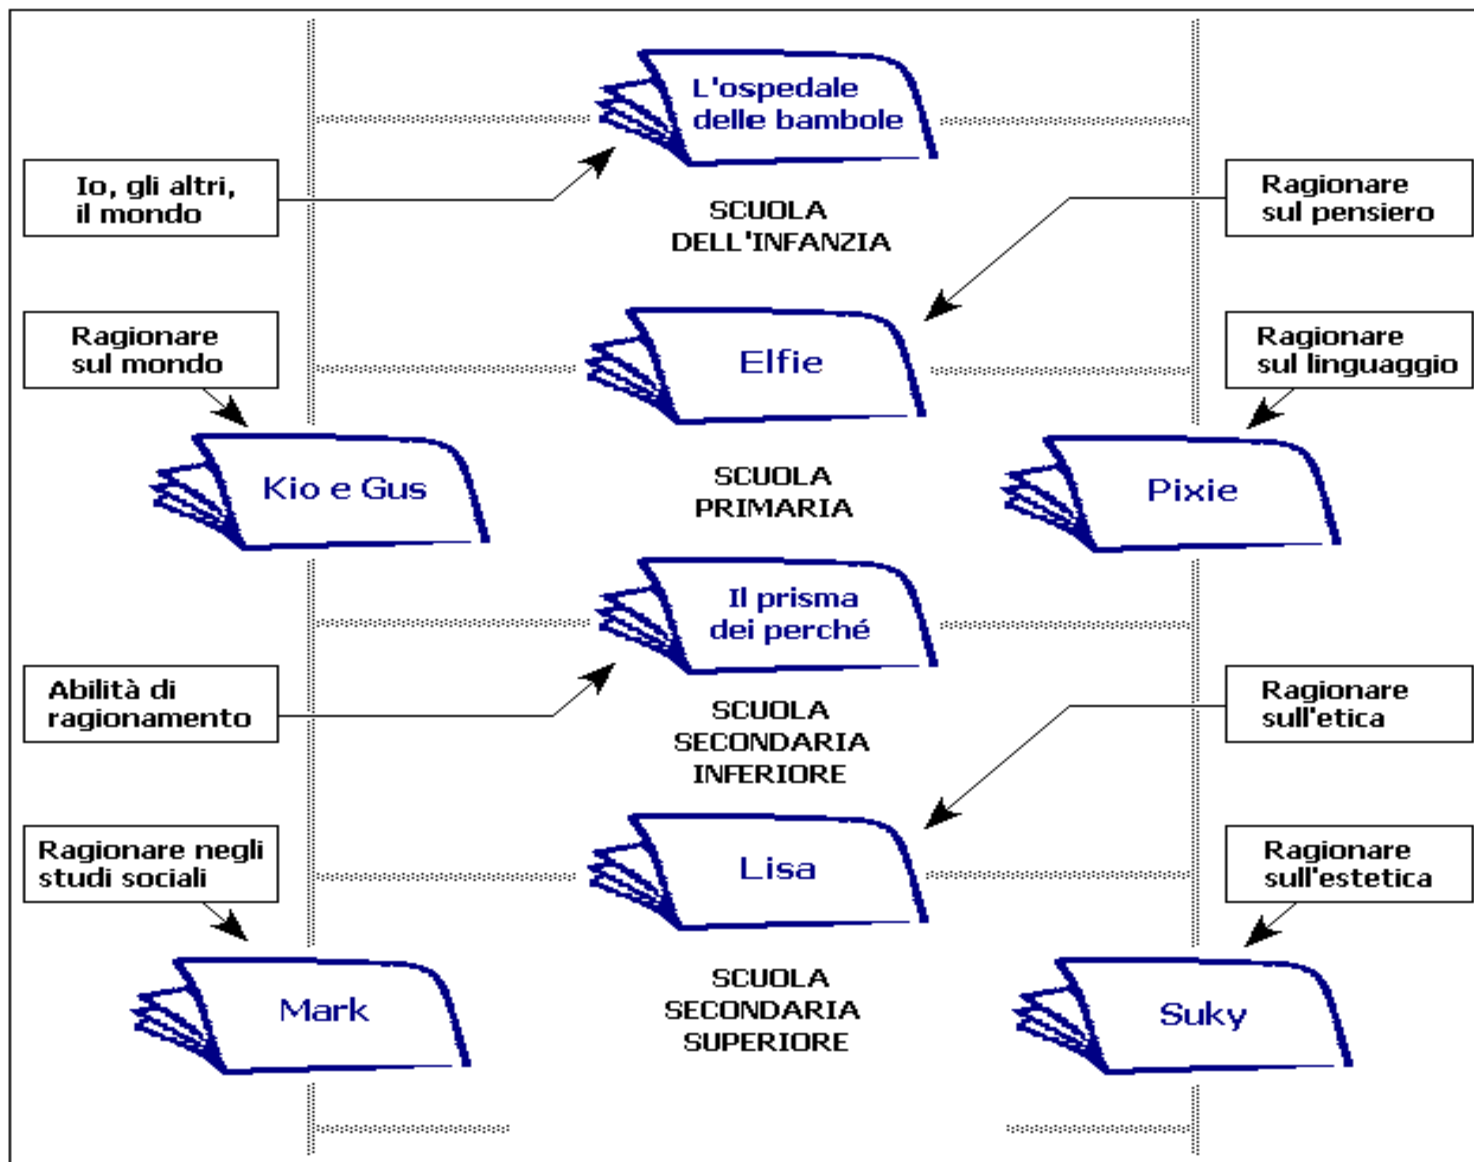 L'ospedale
delle bambole
Io, gli altri,
il mondo
SCUOLA
DELL'INFANZIA
Ragionare
sul pensiero
Ragionare
sul mondo
Elfie
Ragionare
sul linguaggio
Kio e Gus
SCUOLA
PRIMARIA
Pixie
Il prisma
dei perché
Abilità di
ragionamento
SCUOLA
SECONDARIA
INFERIORE
Ragionare
sull'etica
Ragionare negli
studi sociali
Lisa
Ragionare
sull'estetica
Mark
SCUOLA
SECONDARIA
SUPERIORE
Suky